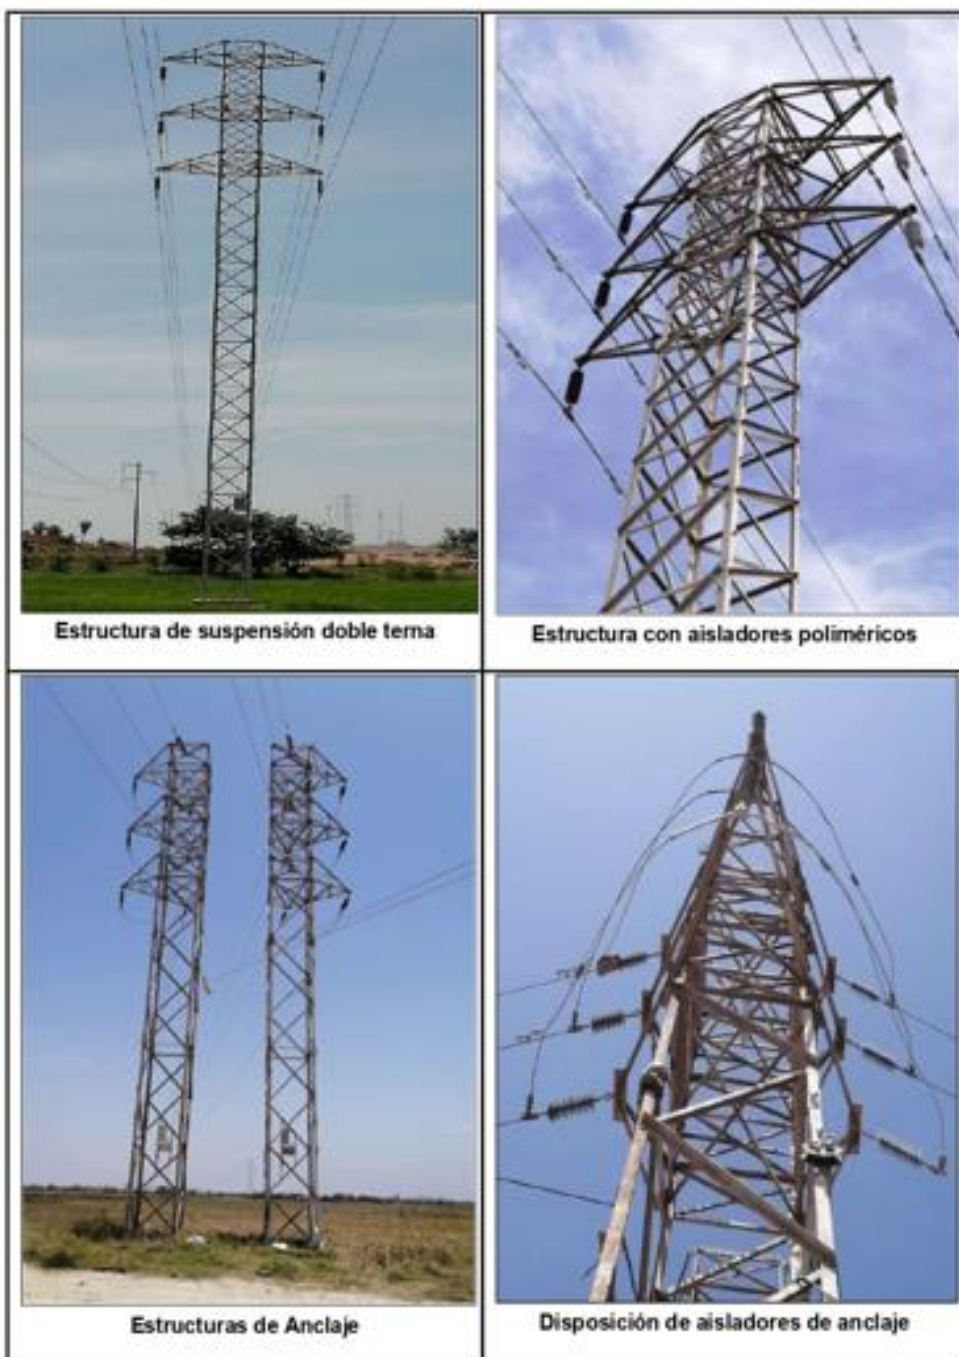 Estructura de suspensión doble terna
Estructura con aisladores poliméricos
Estructuras de Anclaje
Disposición de aisladores de anclaje